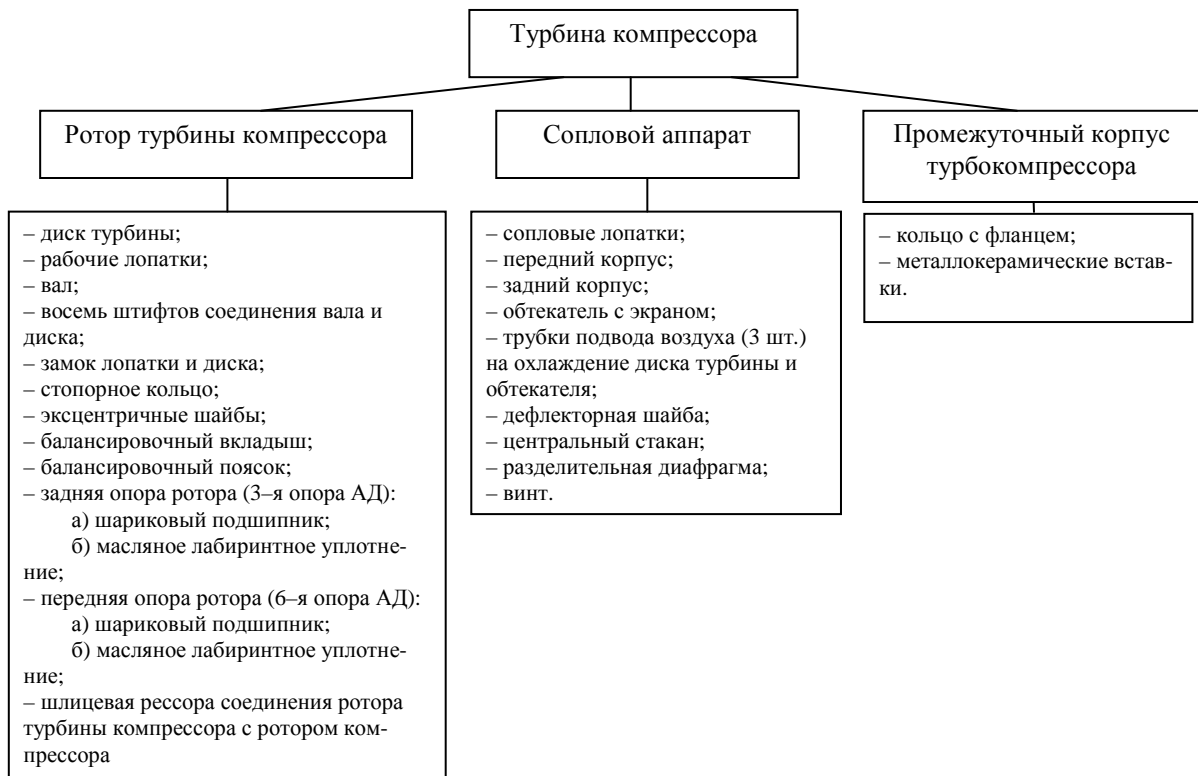 Турбина компрессора
Ротор турбины компрессора
– диск турбины;
– рабочие лопатки;
– вал;
– восемь штифтов соединения вала и
диска;
– замок лопатки и диска;
– стопорное кольцо;
– эксцентричные шайбы;
– балансировочный вкладыш;
– балансировочный поясок;
– задняя опора ротора (3–я опора АД):
а) шариковый подшипник;
б) масляное лабиринтное уплотне-
ние;
– передняя опора ротора (6–я опора АД):
а) шариковый подшипник;
б) масляное лабиринтное уплотне-
ние;
– шлицевая рессора соединения ротора
турбины компрессора с ротором ком-
прессора
Сопловой аппарат
– сопловые лопатки;
– передний корпус;
– задний корпус;
– обтекатель с экраном;
– трубки подвода воздуха (3 шт.)
на охлаждение диска турбины и
обтекателя;
– дефлекторная шайба;
– центральный стакан;
– разделительная диафрагма;
– винт.
Промежуточный корпус
турбокомпрессора
– кольцо с фланцем;
– металлокерамические встав-
ки.